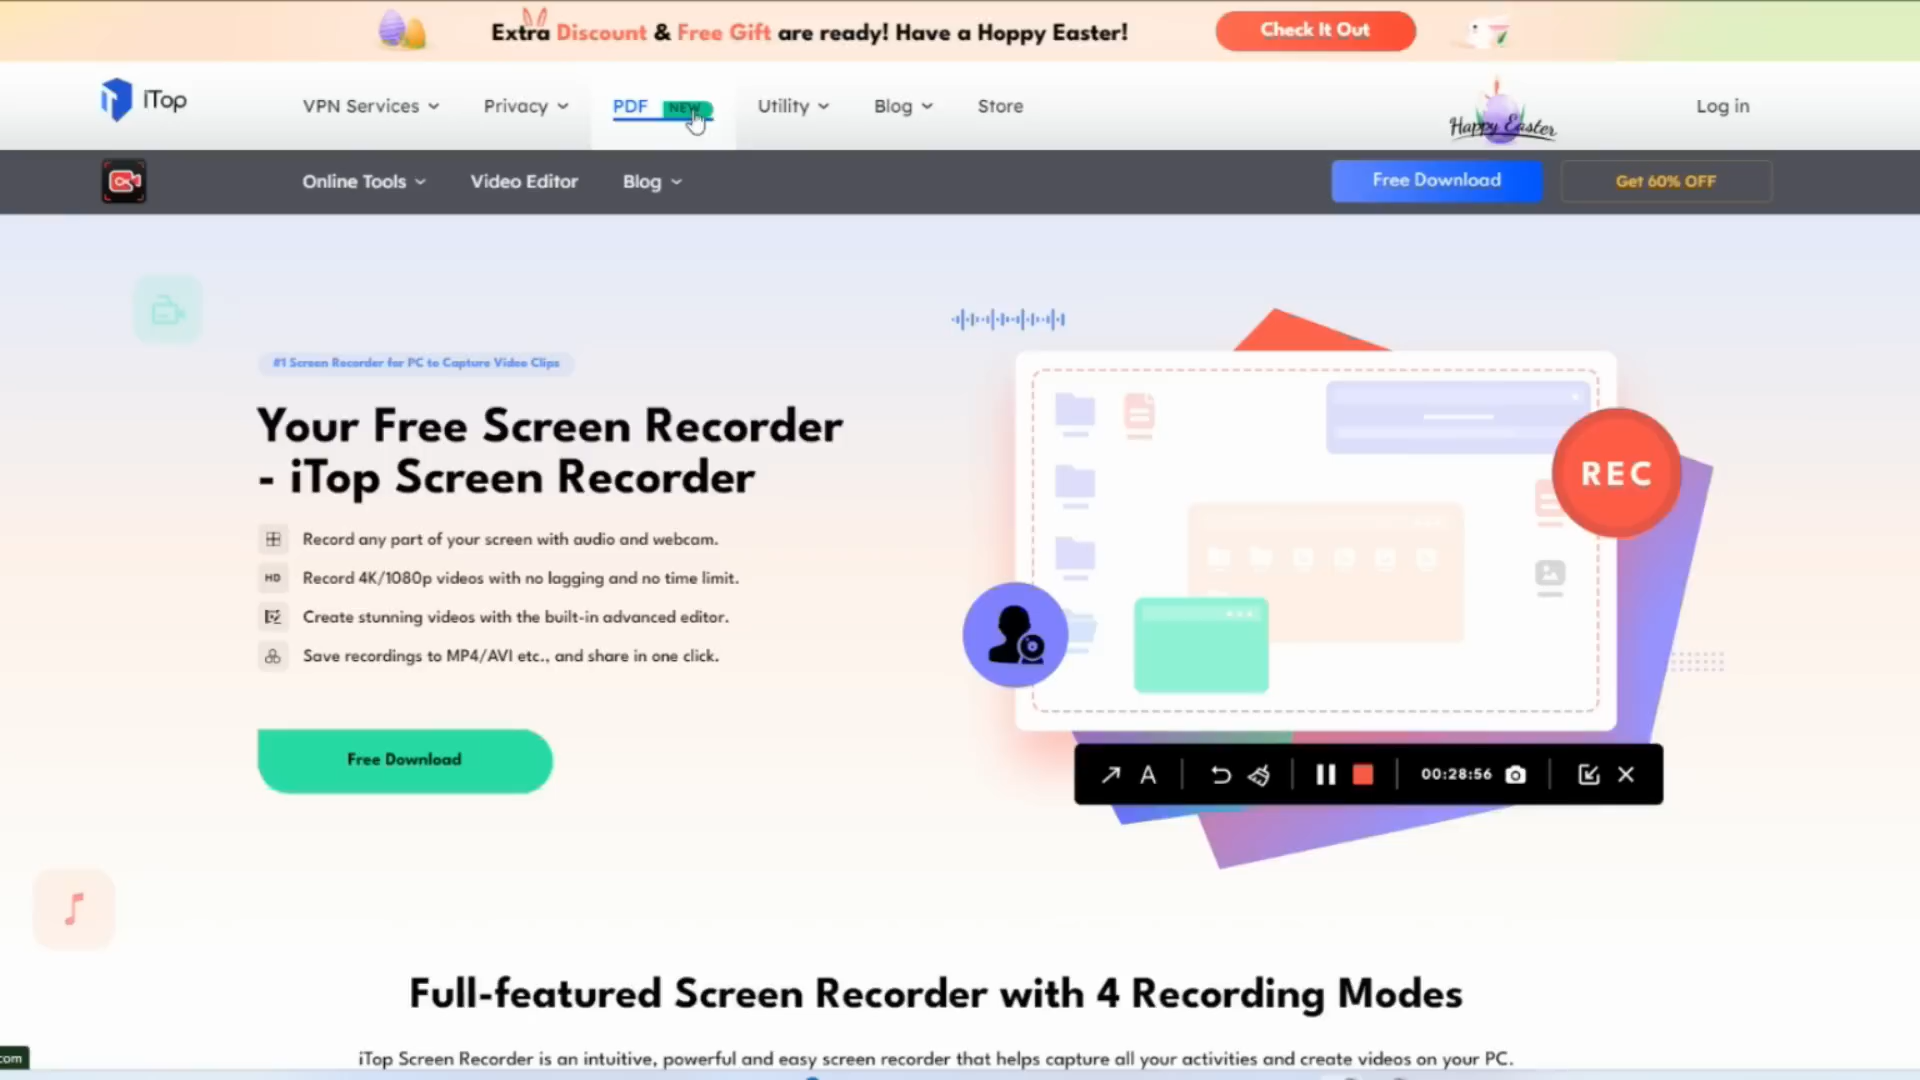 Extra Discount & Free Gift are ready! Have a Hoppy Easter!
Check It Out
iTop
VPN Services
Privacy
PDF
NEW
Utility
Blog
Store
Happy Easter
Log in
Online Tools
Video Editor
Blog
Free Download
Get 60% OFF
#1 Screen Recorder for PC to Capture Video Clips
Your Free Screen Recorder
- iTop Screen Recorder
Record any part of your screen with audio and webcam.
HD
Record 4K/1080p videos with no lagging and no time limit.
Create stunning videos with the built-in advanced editor.
Save recordings to MP4/AVI etc., and share in one click.
REC
Free Download
A
00:28:56
Full-featured Screen Recorder with 4 Recording Modes
com
iTop Screen Recorder is an intuitive, powerful and easy screen recorder that helps capture all your activities and create videos on your PC.